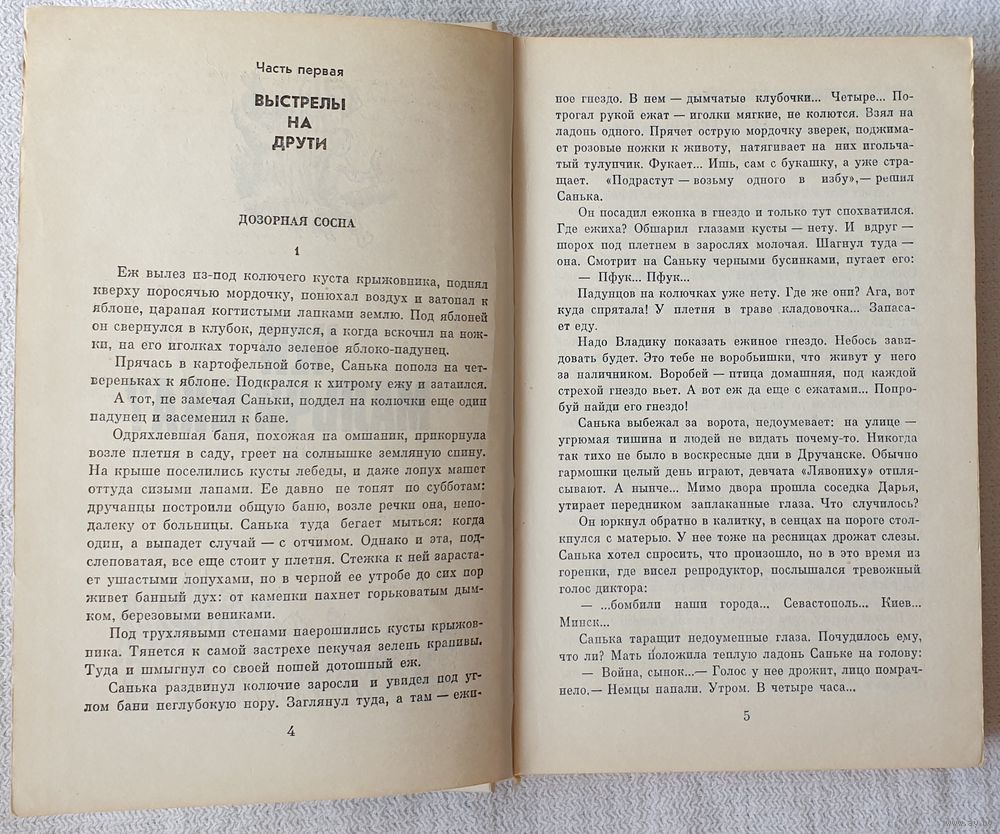 Часть первая
ВЫСТРЕЛЫ
НА
ДРУТИ
ДОЗОРНАЯ СОСНА
1
Еж вылез из-под колючего куста крыжовника, поднял
кверху поросячью мордочку, понюхал воздух и затопал к
яблоне, царапая когтистыми лапками землю. Под яблоней
он свернулся в клубок, дернулся, а когда вскочил на нож-
ки, на его иголках торчало зеленое яблоко-падунец.
Прячась в картофельной ботве, Санька пополз на чет-
вереньках к яблоне. Подкрался к хитрому ежу и затаился.
А тот, не замечая Саньки, поддел на колючки еще один
падунец и засеменил к бане.
Одряхлевшая баня, похожая на омшаник, прикорнула
возле плетня в саду, греет на солнышке земляную спину.
На крыше поселились кусты лебеды, и даже лопух машет
оттуда сизыми лапами. Ее давно не топят по субботам:
дручанцы построили общую баню, возле речки она, непо-
далеку от больницы. Санька туда бегает мыться: когда
один, а выпадет случай — с отчимом. Однако и эта, под-
слеповатая, все еще стоит у плетня. Стежка к ней зараста-
ет ушастыми лопухами, но в черной ее утробе до сих пор
живет банный дух: от каменки пахнет горьковатым дым-
ком, березовыми вениками.
Под трухлявыми стенами наерошились кусты крыжов-
ника. Тянется к самой застрехе пекучая зелень крапивы.
Туда и шмыгнул со своей ношей дотошный еж.
Санька раздвинул колючие заросли и увидел под уг-
лом бани неглубокую нору. Заглянул туда, а там — ежи-
4
ное гнездо. В нем — дымчатые клубочки... Четыре... По-
трогал рукой ежат — иголки мягкие, не колются. Взял на
ладонь одного. Прячет острую мордочку зверек, поджима-
ет розовые ножки к животу, натягивает на них игольча-
тый тулупчик. Фукает... Ишь, сам с букашку, а уже стра-
щает. «Подрастут — возьму одного в избу»,— решил
Санька.
Он посадил ежонка в гнездо и только тут спохватился.
Где ежиха? Обшарил глазами кусты — нету. И вдруг —
шорох под плетнем в зарослях молочая. Шагнул туда —
она. Смотрит на Саньку черными бусинками, пугает его:
— Пфук... Пфук...
Падунцов на колючках уже нету. Где же они? Ага, вот
куда спрятала! У плетня в траве кладовочка... Запаса-
ет еду.
Надо Владику показать ежиное гнездо. Небось зави-
довать будет. Это тебе не воробьишки, что живут у него
за наличником. Воробей — птица домашняя, под каждой
стрехой гнездо вьет. А вот еж да еще с ежатами... Попро-
буй найди его гнездо!
Санька выбежал за ворота, недоумевает: на улице —
угрюмая тишина и людей не видать почему-то. Никогда
так тихо не было в воскресные дни в Дручанске. Обычно
гармошки целый день играют, девчата «Лявониху» отпля-
сывают. А нынче... Мимо двора прошла соседка Дарья,
утирает передником заплаканные глаза. Что случилось?
Он юркнул обратно в калитку, в сенцах на пороге стол-
кнулся с матерью. У нее тоже на ресницах дрожат слезы.
Санька хотел спросить, что произошло, но в это время из
горенки, где висел репродуктор, послышался тревожный
голос диктора:
— ...бомбили наши города... Севастополь... Киев...
Минск...
Санька таращит недоуменные глаза. Почудилось ему,
что ли? Мать положила теплую ладонь Саньке на голову:
— Война, сынок...— Голос у нее дрожит, лицо помрач-
нело.— Немцы напали. Утром. В четыре часа...
5